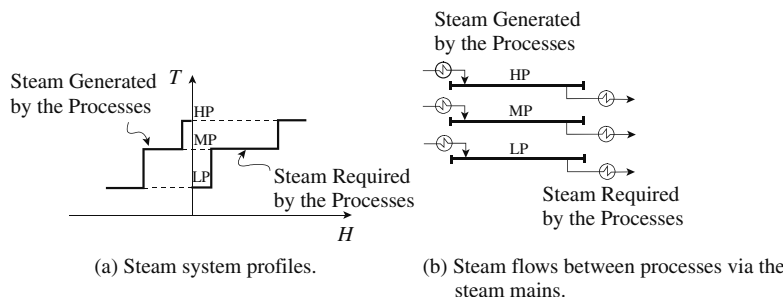 Steam Generated
by the Processes
T
HP
MP
LP
Steam Required
by the Processes
H
(a) Steam system profiles.
Steam Generated
by the Processes
HP
MP
LP
Steam Required
by the Processes
(b) Steam flows between processes via the
steam mains.